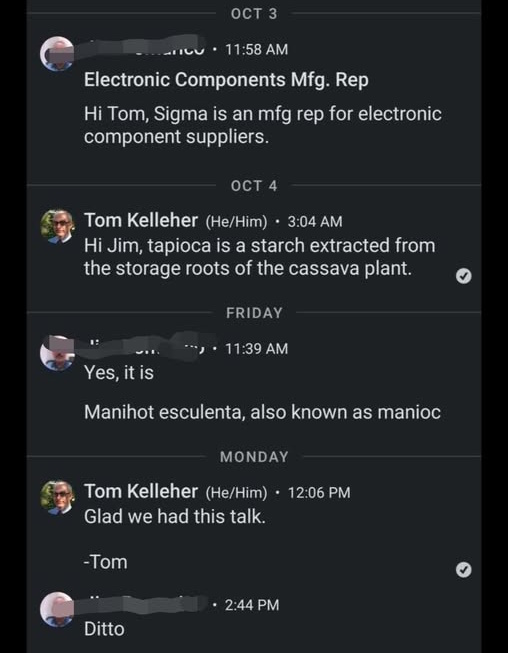 OCT 3
• 11:58 AM
Electronic Components Mfg. Rep
Hi Tom, Sigma is an mfg rep for electronic
component suppliers.
OCT 4
Tom Kelleher (He/Him) • 3:04 AM
Hi Jim, tapioca is a starch extracted from
the storage roots of the cassava plant.
FRIDAY
• 11:39 AM
Yes, it is
Manihot esculenta, also known as manioc
MONDAY
Tom Kelleher (He/Him) • 12:06 PM
Glad we had this talk.
-Tom
• 2:44 PM
Ditto